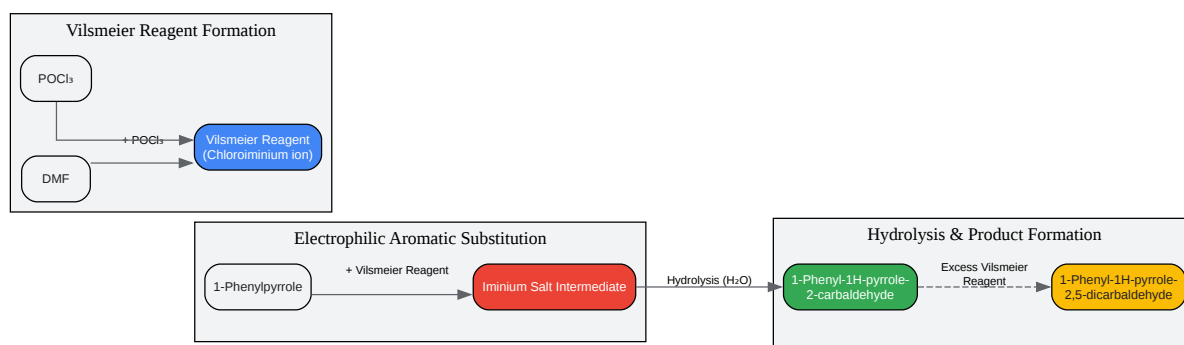 Vilsmeier Reagent Formation
POCl₃
+ POCl₃
Vilsmeier Reagent
(Chloroiminium ion)
DMF
Electrophilic Aromatic Substitution
1-Phenylpyrrole
+ Vilsmeier Reagent
Iminium Salt Intermediate
Hydrolysis (H₂O)
Hydrolysis & Product Formation
1-Phenyl-1H-pyrrole-
2-carbaldehyde
Excess Vilsmeier
Reagent
1-Phenyl-1H-pyrrole-
2,5-dicarbaldehyde